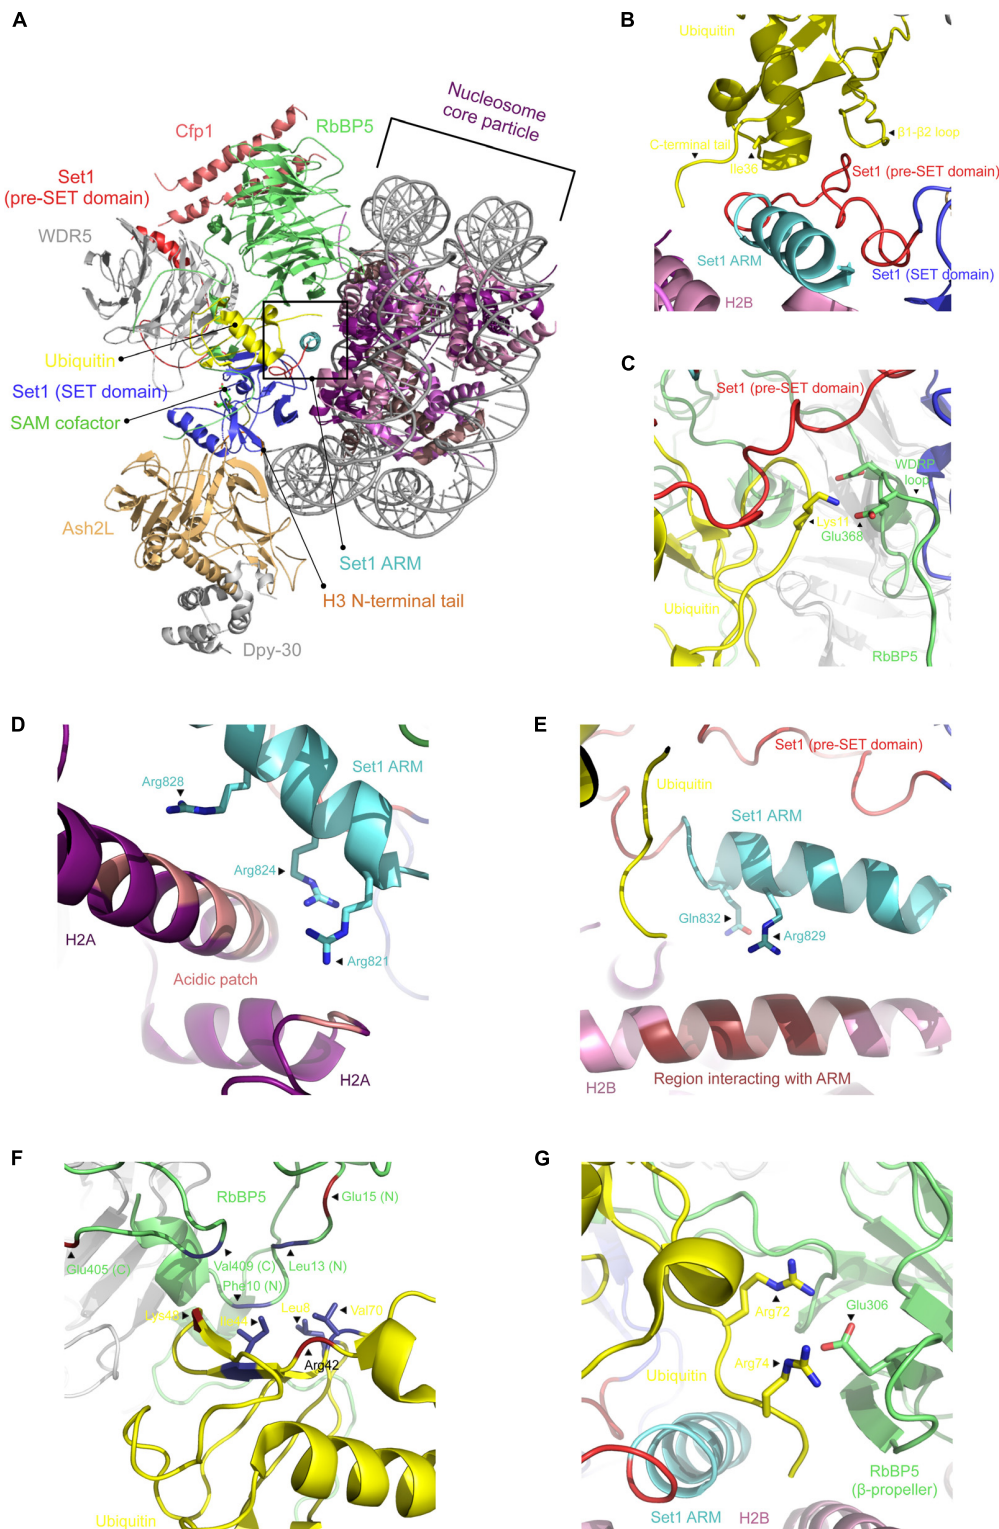 A
Nucleosome
core particle
Cfp1
RbBP5
Set1
(pre-SET domain)
WDR5
Ubiquitin
Set1 (SET domain)
SAM cofactor
Ash2L
Set1 ARM
H3 N-terminal tail
Dpy-30
B
Ubiquitin
β1-β2 loop
C-terminal tail
Ile36
Set1 (pre-SET domain)
Set1 ARM
Set1 (SET domain)
H2B
C
Set1 (pre-SET domain)
WDRP
loop
Lys11
Glu368
Ubiquitin
RbBP5
D
Set1 ARM
Arg828
Arg824
H2A
Arg821
Acidic patch
H2A
E
Set1 (pre-SET domain)
Ubiquitin
Set1 ARM
Gln832
Arg829
Region interacting with ARM
H2B
F
RbBP5
Glu15 (N)
Glu405 (C)
Val409 (C)
Leu13 (N)
Phe10 (N)
Lys48
Ile44
Leu8
Val70
Arg42
Ubiquitin
G
Arg72
Glu306
Arg74
Ubiquitin
RbBP5
(β-propeller)
Set1 ARM
H2B